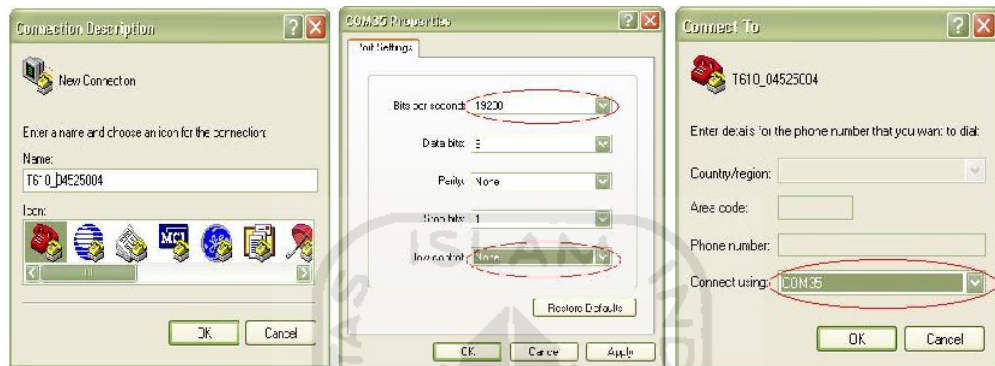 Connection Description
New Connection
Enter a name and choose an icon for the connection:
Name:
T610_04525004
Icon:
MCI
OK
Cancel
COM35 Properties
Port Settings
Bits per second: 19200
Data bits: 8
Parity: None
Stop bits: 1
Flow control: None
Restore Defaults
OK
Cancel
Apply
Connect To
T610_04525004
Enter details for the phone number that you want to dial:
Country/region:
Area code:
Phone number:
Connect using: COM35
OK
Cancel
ISLAM